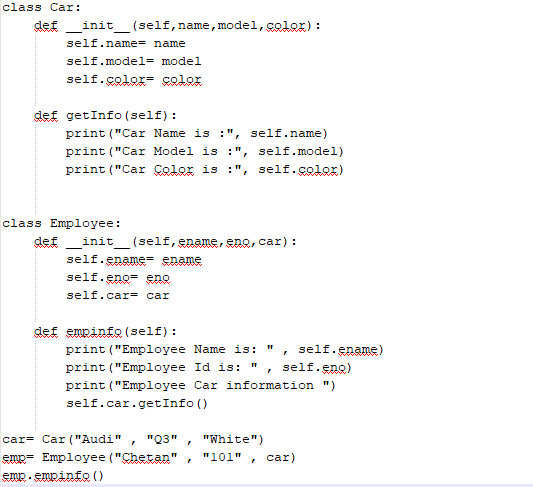 class Car:
    def __init__(self,name,model,color):
        self.name= name
        self.model= model
        self.color= color

    def getInfo(self):
        print("Car Name is :", self.name)
        print("Car Model is :", self.model)
        print("Car Color is :", self.color)


class Employee:
    def __init__(self,ename,eno,car):
        self.ename= ename
        self.eno= eno
        self.car= car

    def empinfo(self):
        print("Employee Name is: " , self.ename)
        print("Employee Id is: " , self.eno)
        print("Employee Car information ")
        self.car.getInfo()

car= Car("Audi" , "Q3" , "White")
emp= Employee("Chetan" , "101" , car)
emp.empinfo()